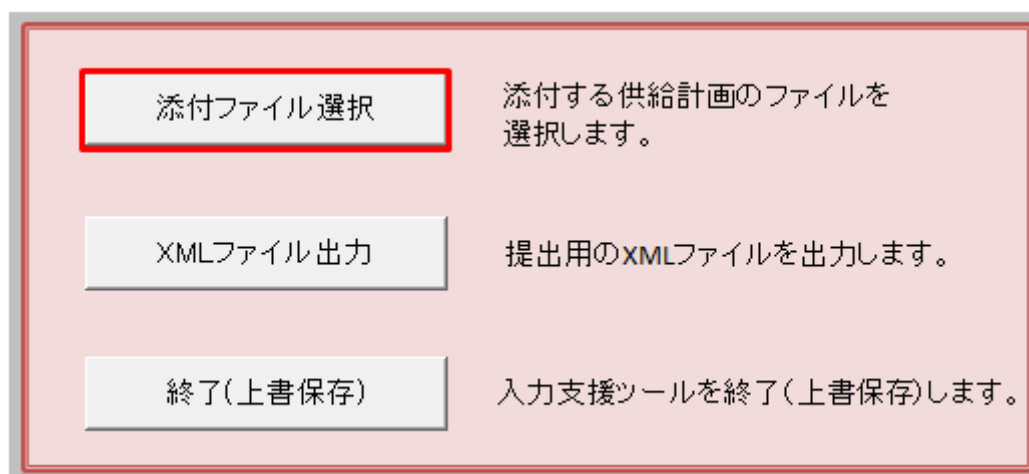 添付ファイル選択
添付する供給計画のファイルを
選択します。
XMLファイル出力
提出用のXMLファイルを出力します。
終了(上書保存)
入力支援ツールを終了(上書保存)します。